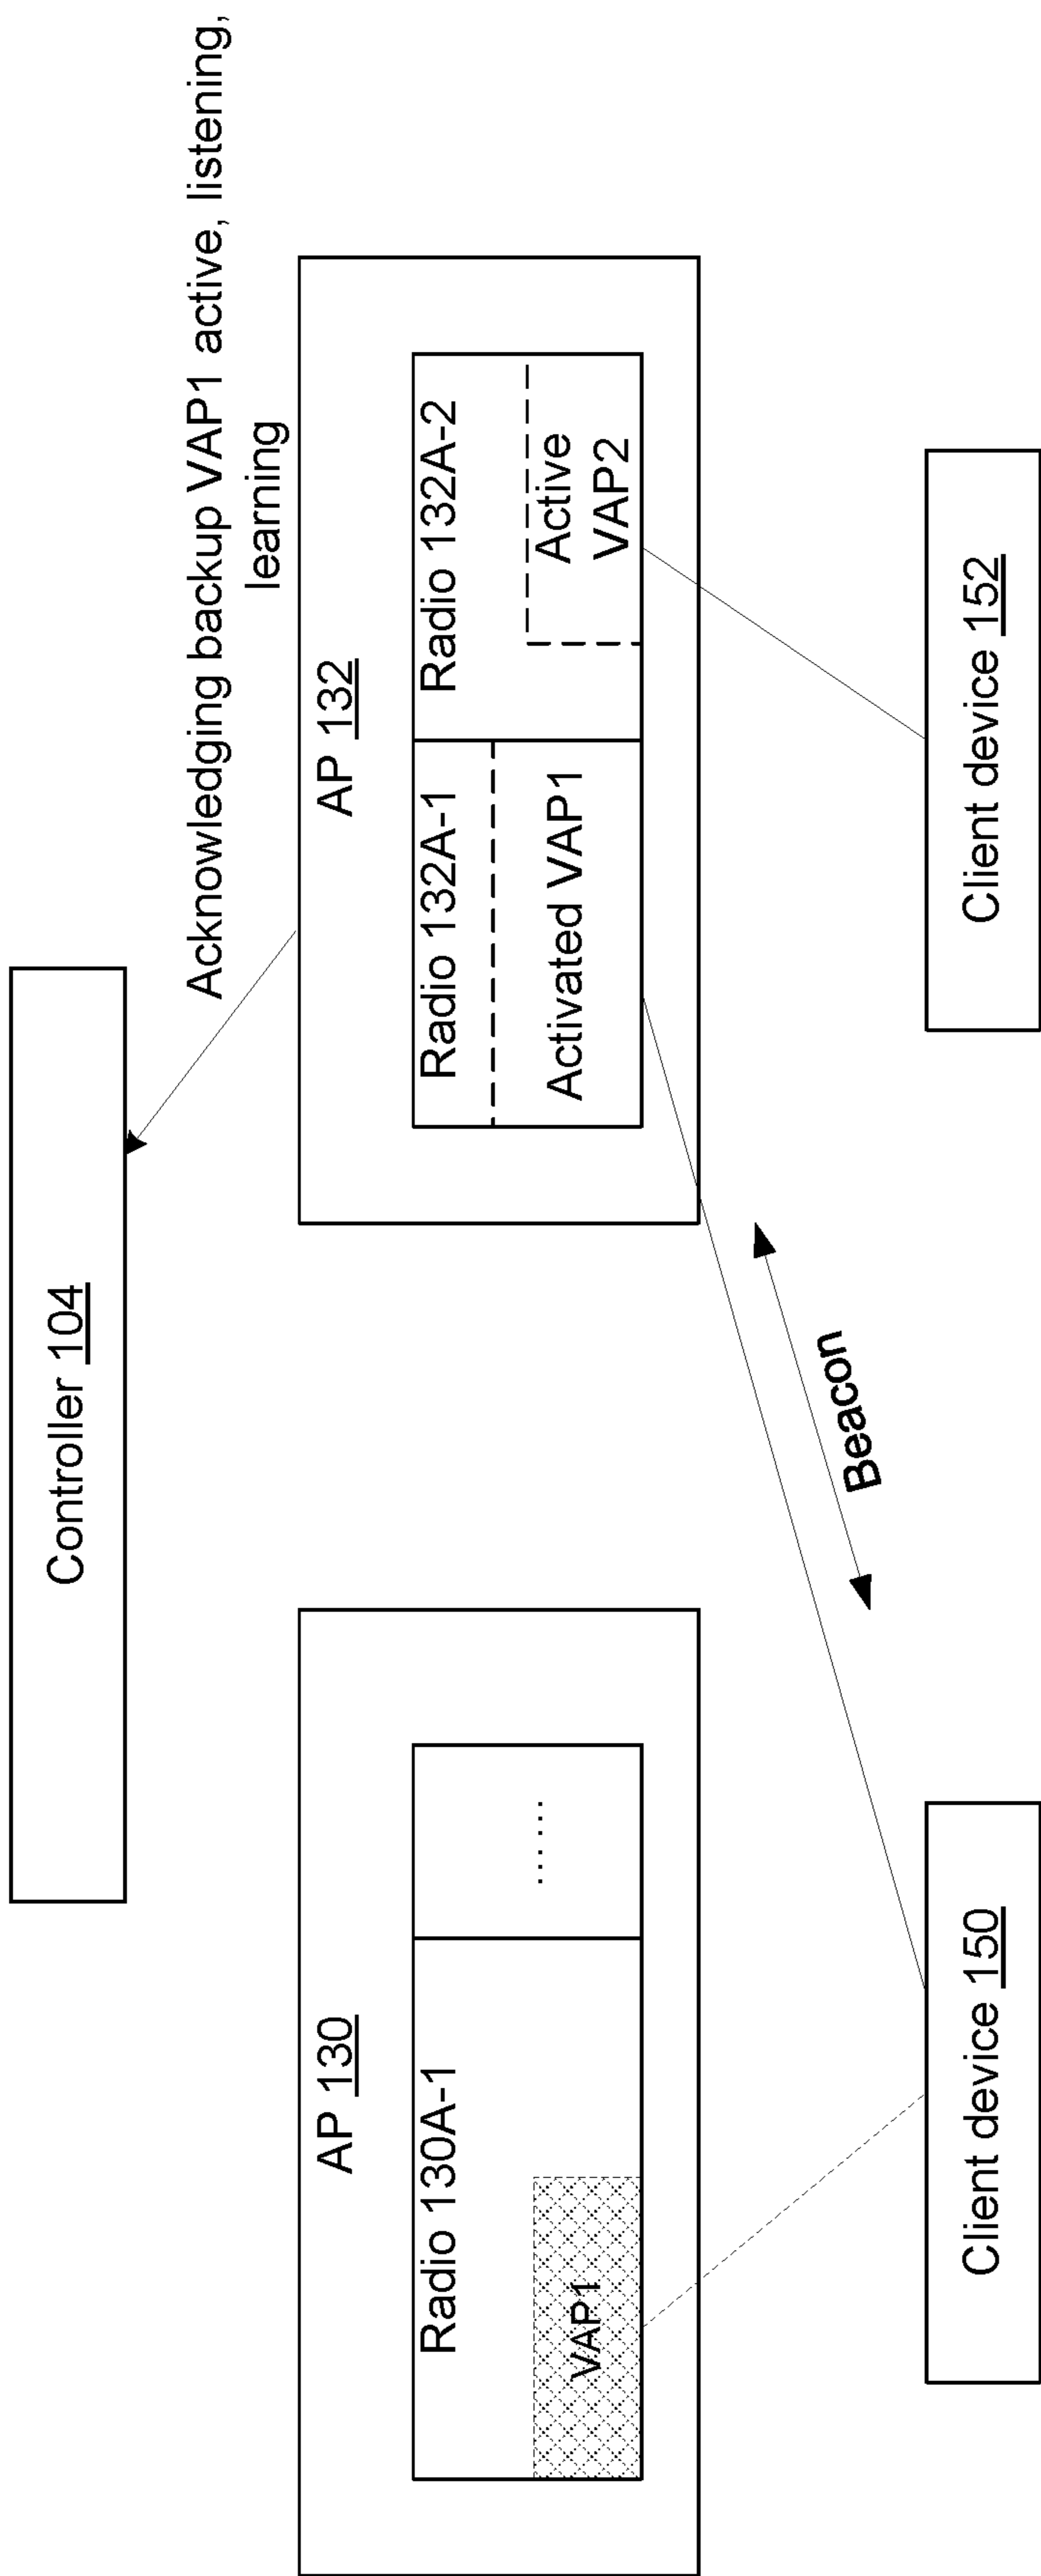 Controller 104
Acknowledging backup VAP1 active, listening,
learning
AP 130
Radio 130A-1
VAP1
......
AP 132
Radio 132A-1
Activated VAP1
Radio 132A-2
Active
VAP2
Beacon
Client device 150
Client device 152